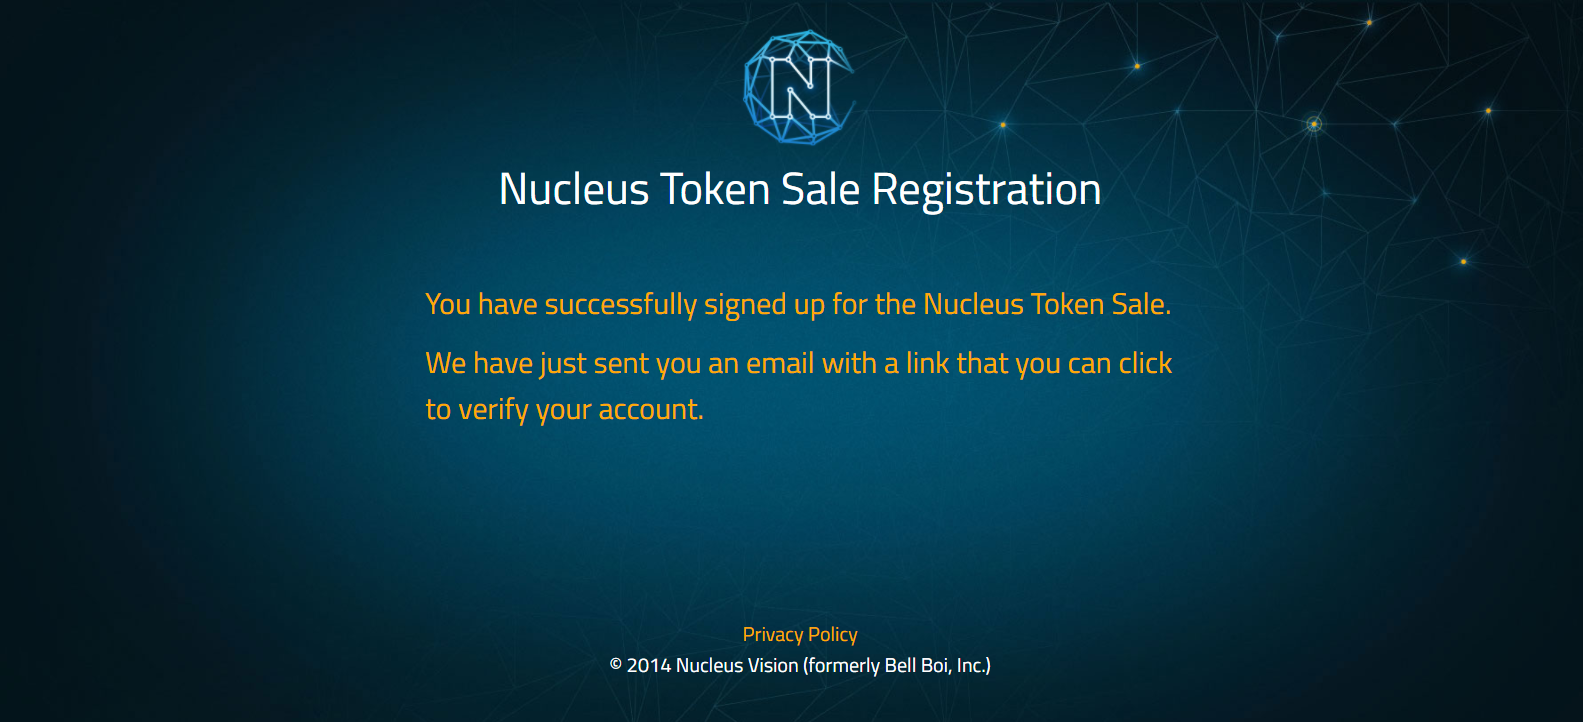 N
Nucleus Token Sale Registration
You have successfully signed up for the Nucleus Token Sale.
We have just sent you an email with a link that you can click
to verify your account.
Privacy Policy
© 2014 Nucleus Vision (formerly Bell Boi, Inc.)